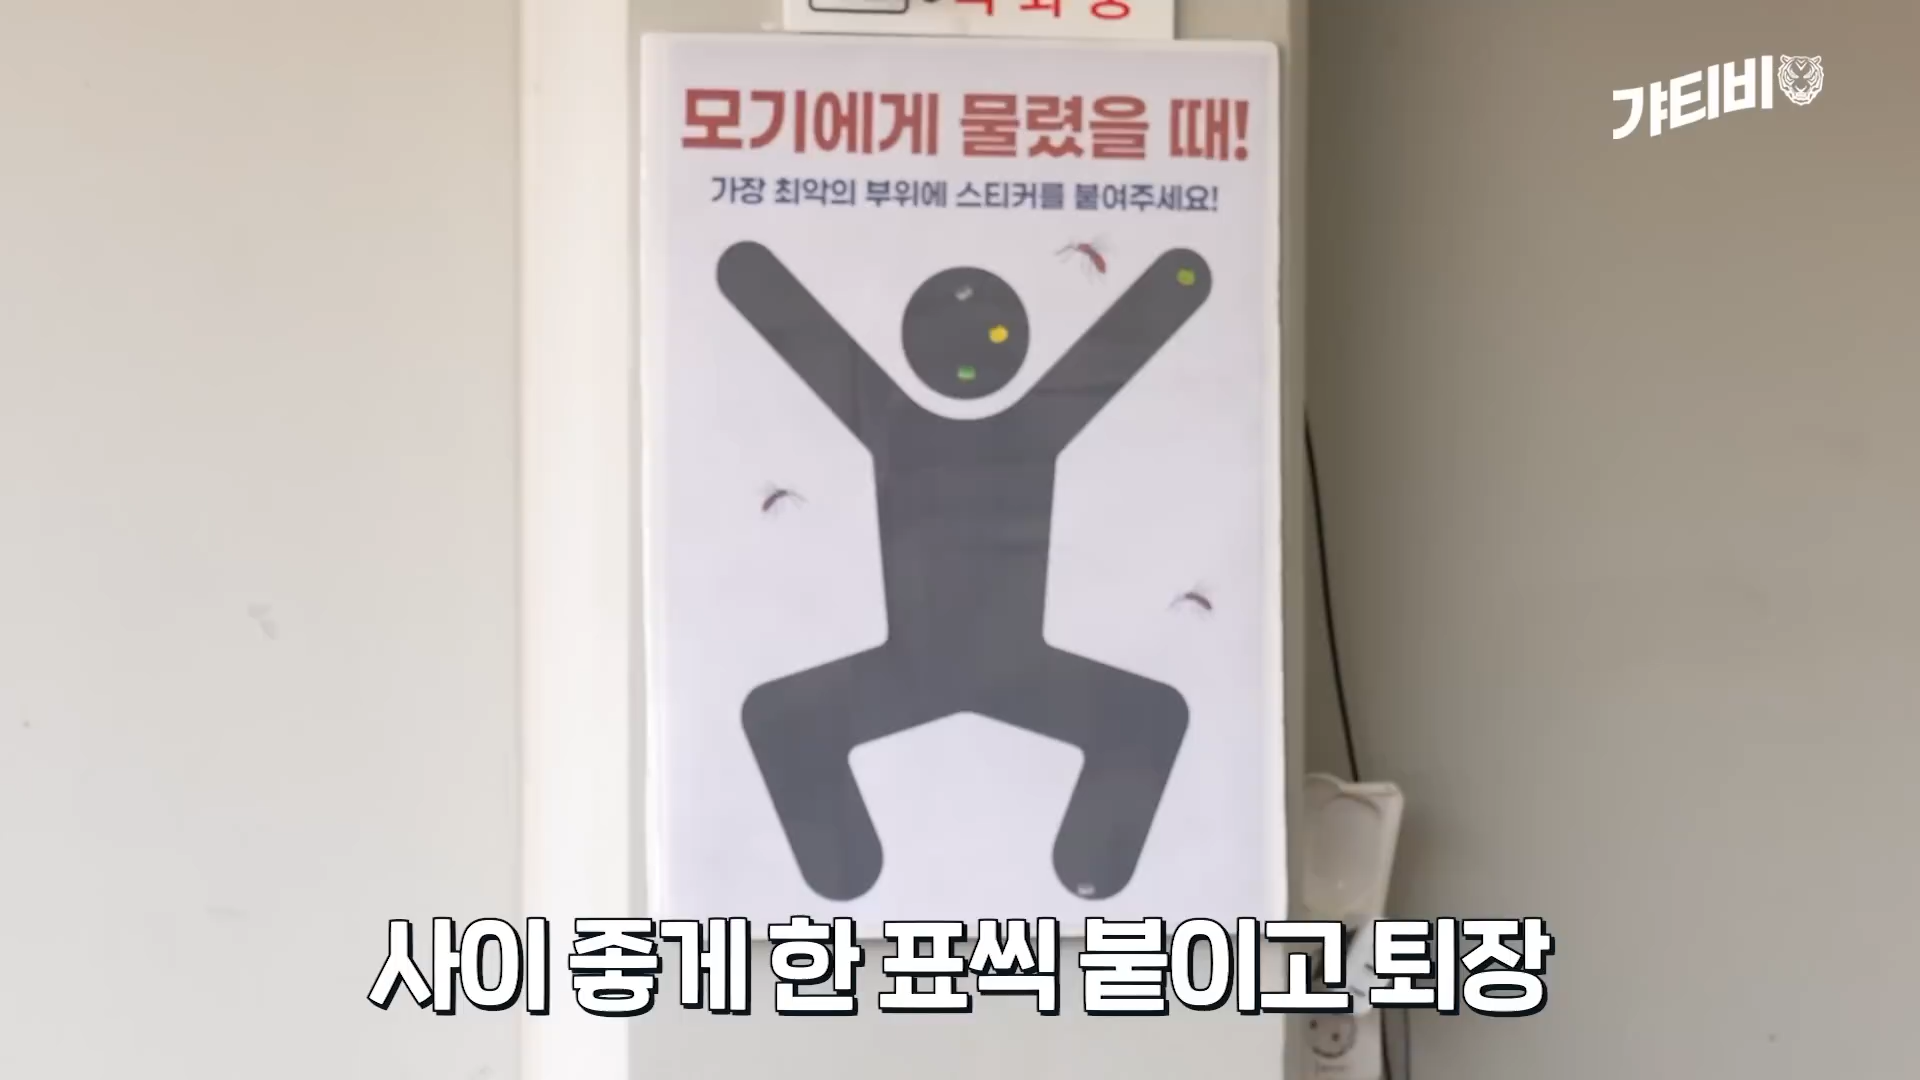 갸티비
모기에게 물렸을 때!
가장 최악의 부위에 스티커를 붙여주세요!
사이 좋게 한 표씩 붙이고 퇴장